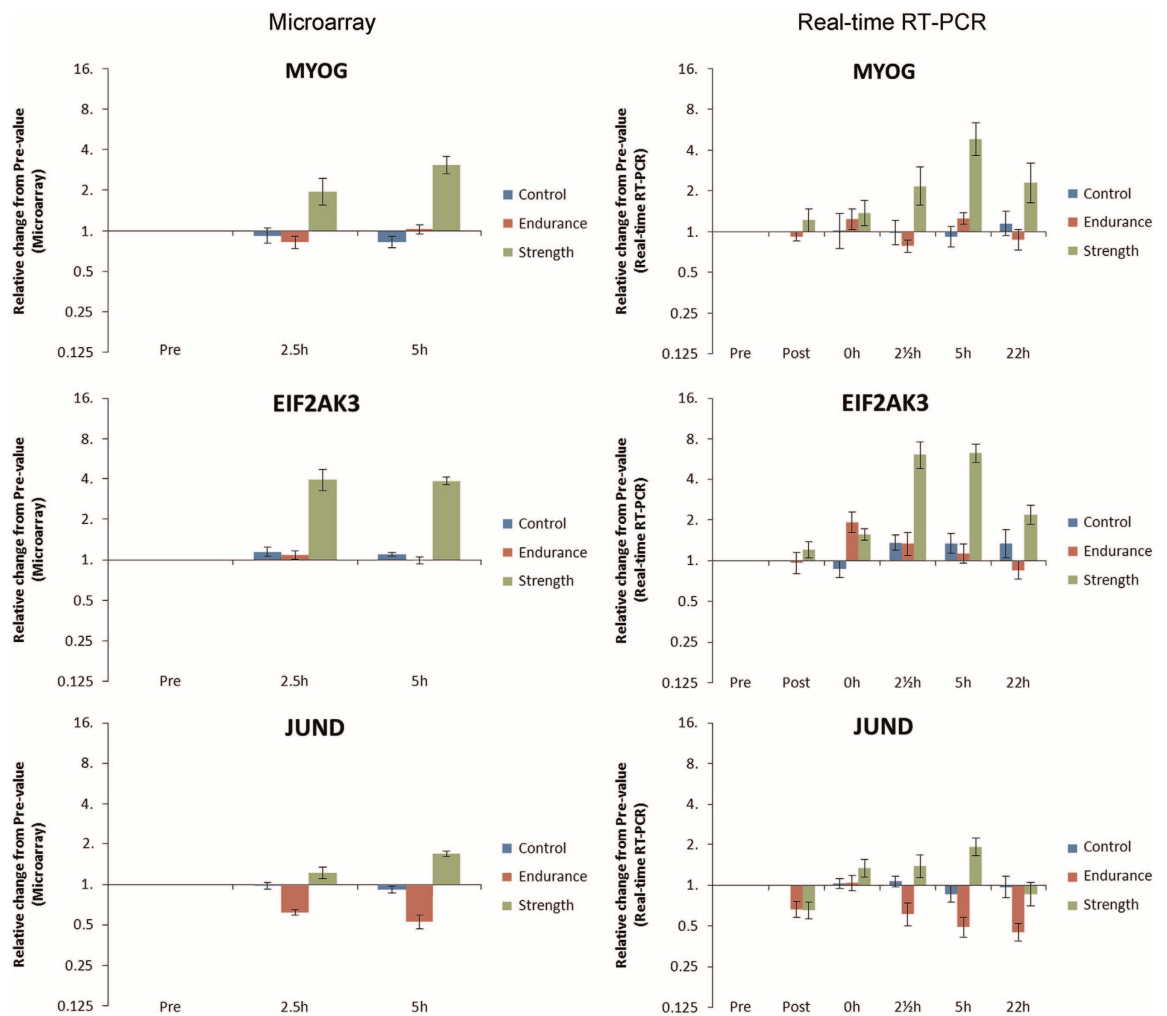 Microarray
Real-time RT-PCR
MYOG
Relative change from Pre-value
(Microarray)
16.
8.
4.
2.
1.
0.5
0.25
0.125
Pre 2.5h 5h
Control
Endurance
Strength
MYOG
Relative change from Pre-value
(Real-time RT-PCR)
16.
8.
4.
2.
1.
0.5
0.25
0.125
Pre Post 0h 2½h 5h 22h
Control
Endurance
Strength
EIF2AK3
Relative change from Pre-value
(Microarray)
16.
8.
4.
2.
1.
0.5
0.25
0.125
Pre 2.5h 5h
Control
Endurance
Strength
EIF2AK3
Relative change from Pre-value
(Real-time RT-PCR)
16.
8.
4.
2.
1.
0.5
0.25
0.125
Pre Post 0h 2½h 5h 22h
Control
Endurance
Strength
JUND
Relative change from Pre-value
(Microarray)
16.
8.
4.
2.
1.
0.5
0.25
0.125
Pre 2.5h 5h
Control
Endurance
Strength
JUND
Relative change from Pre-value
(Real-time RT-PCR)
16.
8.
4.
2.
1.
0.5
0.25
0.125
Pre Post 0h 2½h 5h 22h
Control
Endurance
Strength